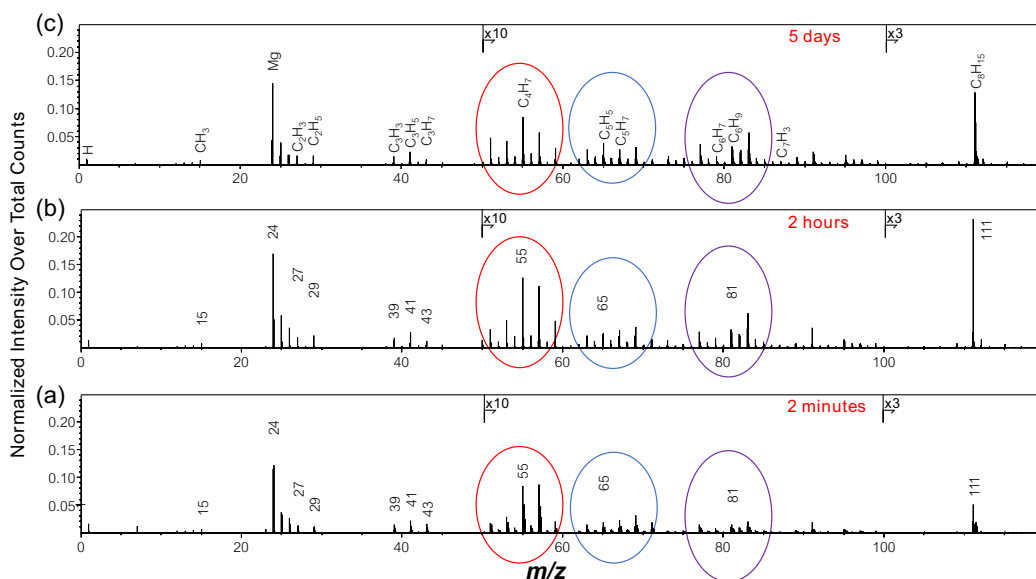 Normalized Intensity Over Total Counts
(c)
x10
5 days
x3
0.20
0.15
0.10
0.05
H
CH3
Mg
C2H3
C2H5
C3H3
C3H5
C3H7
C4H7
C5H5
C5H7
C6H7
C6H9
C7H3
C8H15
0 20 40 60 80 100
(b)
x10
2 hours
x3
0.20
0.15
0.10
0.05
15
24
27
29
39
41
43
55
65
81
111
0 20 40 60 80 100
(a)
x10
2 minutes
x3
0.20
0.15
0.10
0.05
15
24
27
29
39
41
43
55
65
81
111
0 20 40 60 80 100
m/z